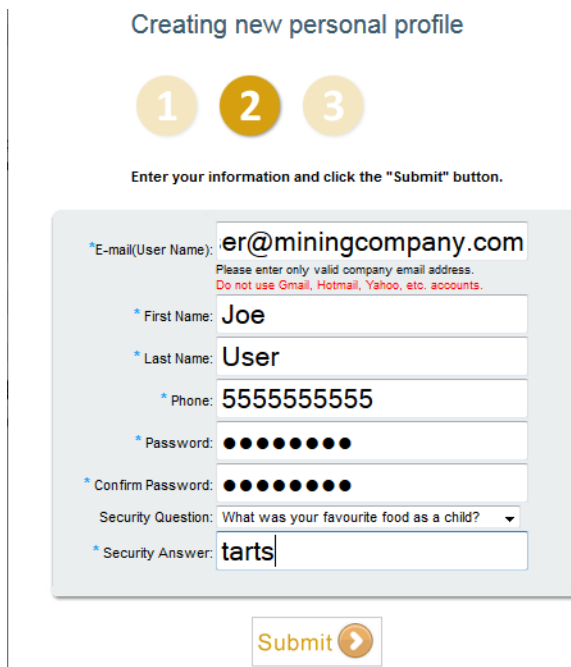 Creating new personal profile
1 2 3
Enter your information and click the "Submit" button.
*E-mail(User Name): er@miningcompany.com
Please enter only valid company email address.
Do not use Gmail, Hotmail, Yahoo, etc. accounts.
* First Name: Joe
* Last Name: User
* Phone: 5555555555
* Password: ●●●●●●●●
* Confirm Password: ●●●●●●●●
Security Question: What was your favourite food as a child?
* Security Answer: tarts
Submit